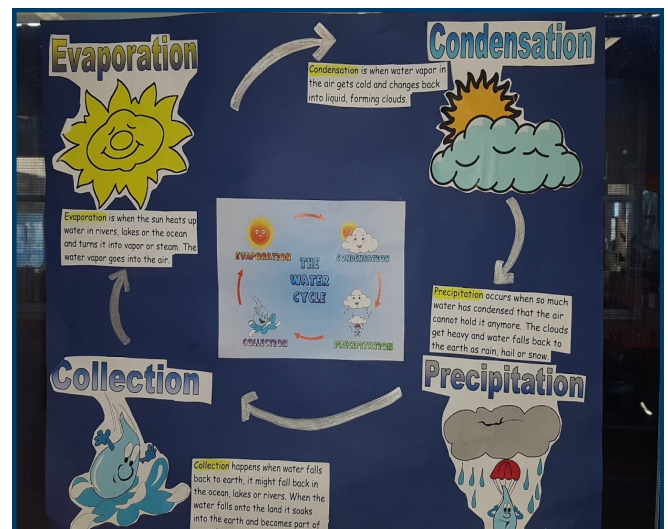 Evaporation
Condensation
Condensation is when water vapor in
the air gets cold and changes back
into liquid, forming clouds.
Evaporation is when the sun heats up
water in rivers, lakes or the ocean
and turns it into vapor or steam. The
water vapor goes into the air.
EVAPORATION
CONDENSATION
THE
WATER
CYCLE
COLLECTION
PRECIPITATION
Precipitation occurs when so much
water has condensed that the air
cannot hold it anymore. The clouds
get heavy and water falls back to
the earth as rain, hail or snow.
Collection
Precipitation
Collection happens when water falls
back to earth, it might fall back in
the ocean, lakes or rivers. When the
water falls onto the land it soaks
into the earth and becomes part of